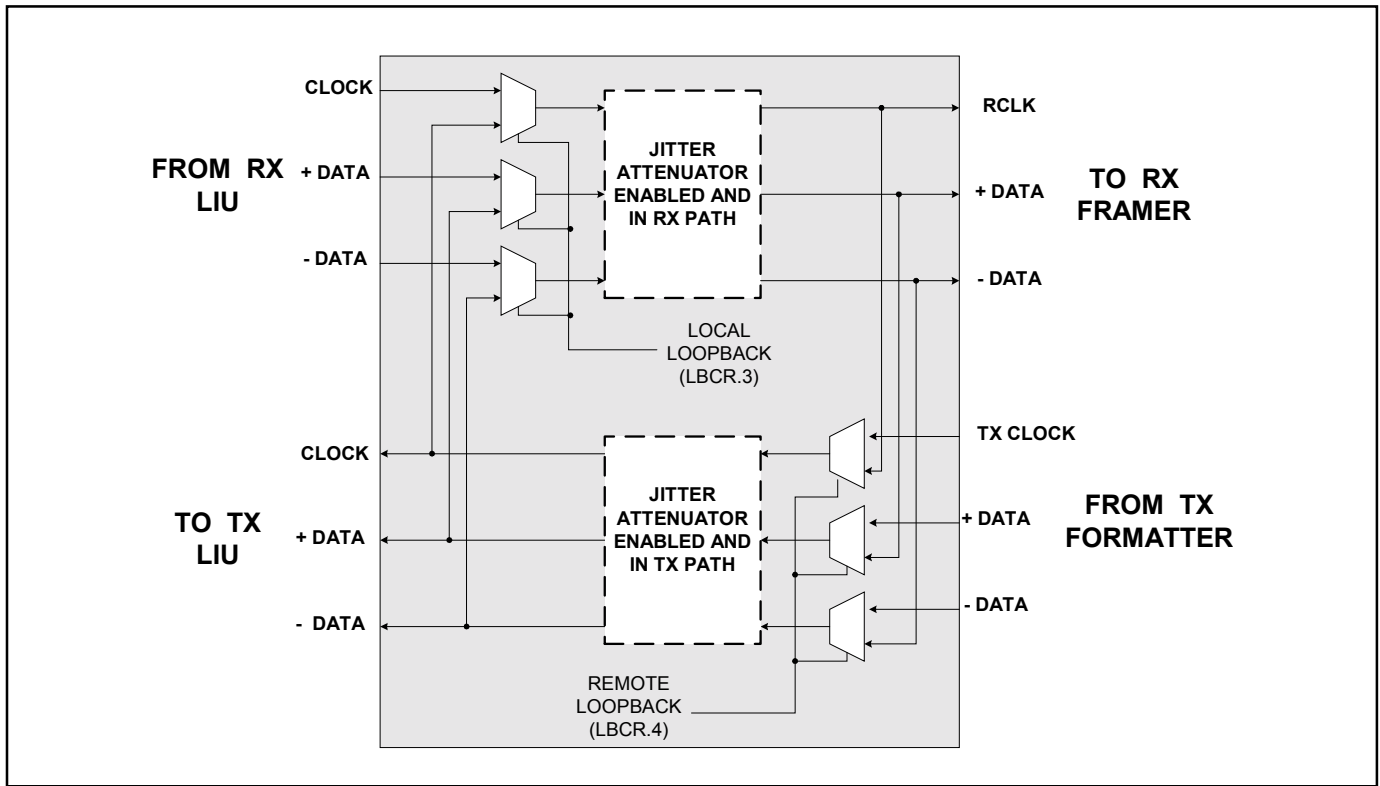 CLOCK
FROM RX
LIU
+ DATA
- DATA
JITTER
ATTENUATOR
ENABLED AND
IN RX PATH
RCLK
+ DATA
- DATA
TO RX
FRAMER
LOCAL
LOOPBACK
(LBCR.3)
CLOCK
TO TX
LIU
+ DATA
- DATA
JITTER
ATTENUATOR
ENABLED AND
IN TX PATH
TX CLOCK
+ DATA
- DATA
FROM TX
FORMATTER
REMOTE
LOOPBACK
(LBCR.4)